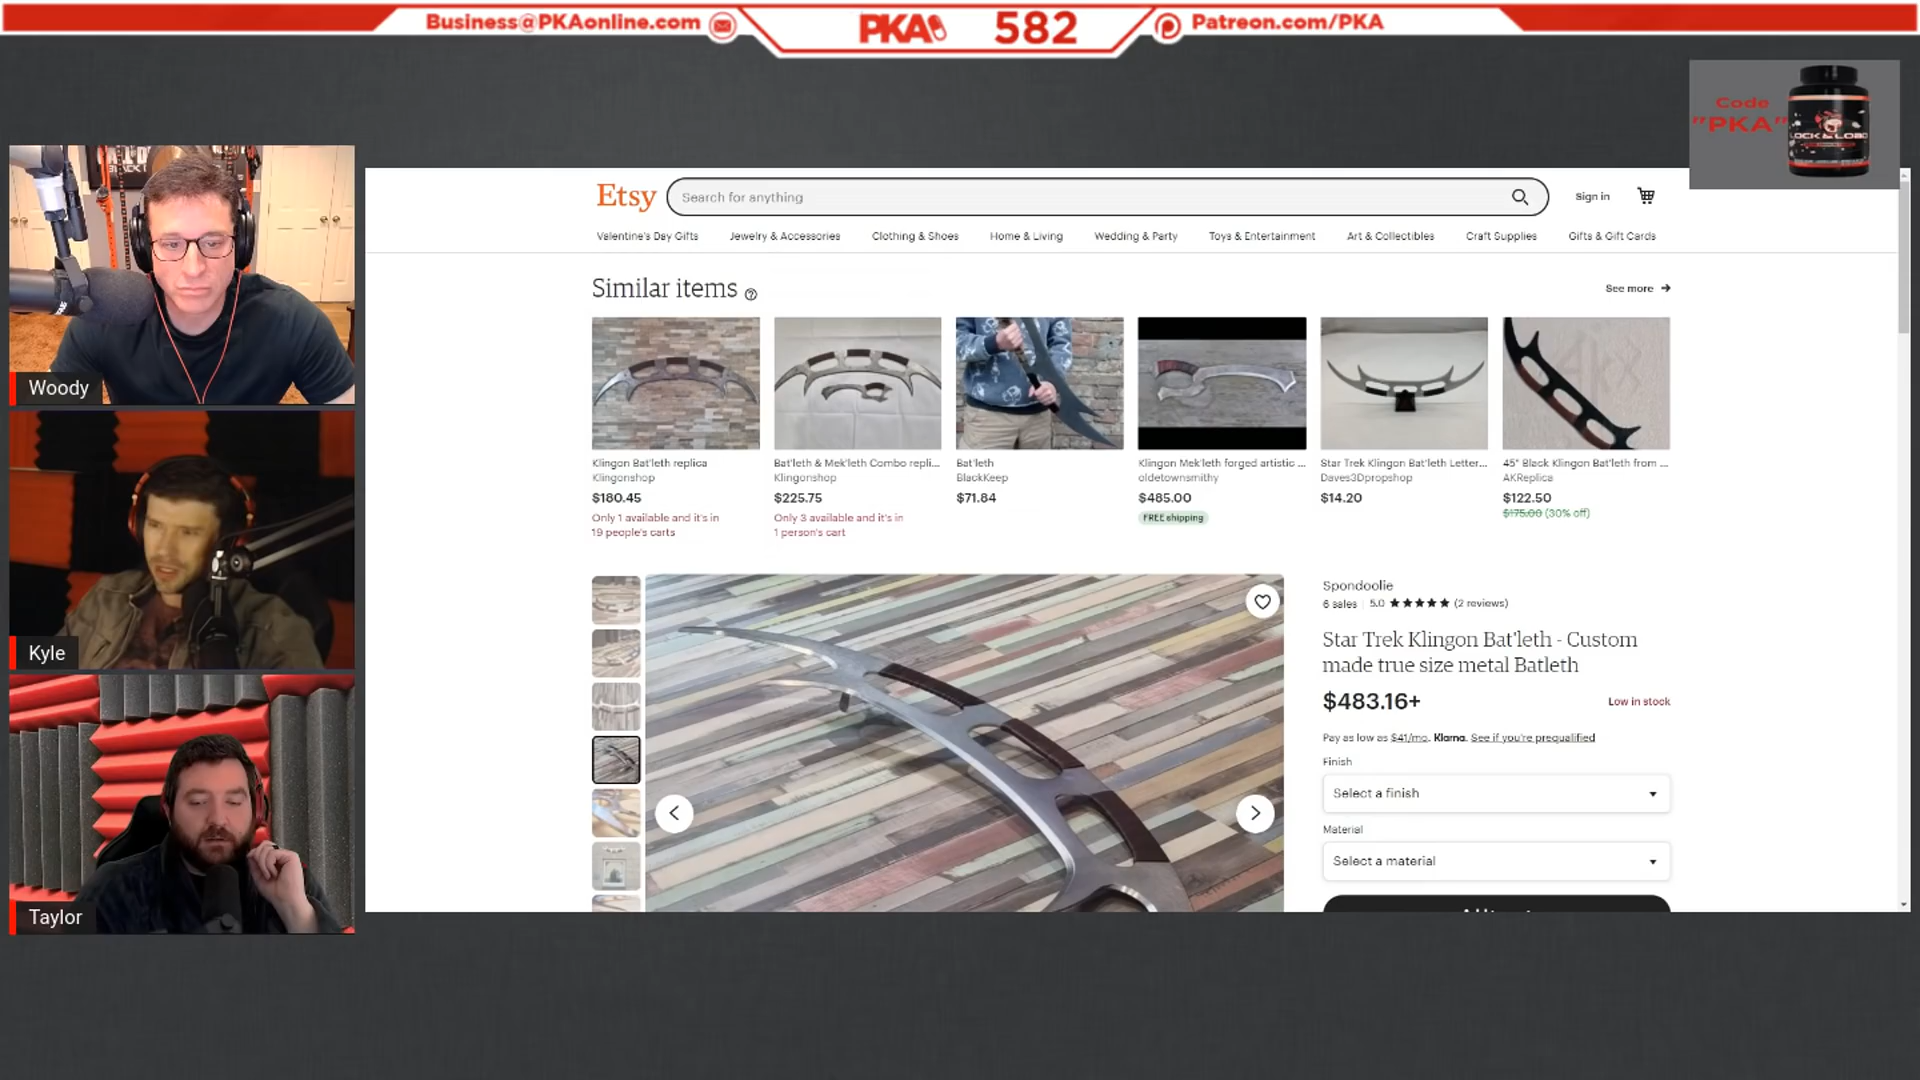 Business@PKAonline.com
PKA
582
Patreon.com/PKA
Code
"PKA"
LOCK & LOAD
Woody
Kyle
Taylor
Etsy
Search for anything
Sign in
Valentine's Day Gifts
Jewelry & Accessories
Clothing & Shoes
Home & Living
Wedding & Party
Toys & Entertainment
Art & Collectibles
Craft Supplies
Gifts & Gift Cards
Similar items
See more →
Klingon Bat'leth replica
Klingonshop
$180.45
Only 1 available and it's in
19 people's carts
Bat'leth & Mek'leth Combo repli...
Klingonshop
$225.75
Only 3 available and it's in
1 person's cart
Bat'leth
BlackKeep
$71.84
Klingon Mek'leth forged artistic ...
oldetownsmithy
$485.00
FREE shipping
Star Trek Klingon Bat'leth Letter...
Daves3Dpropshop
$14.20
45" Black Klingon Bat'leth from ...
AKReplica
$122.50
$175.00 (30% off)
Spondoolie
6 sales | 5.0 ★★★★★ (2 reviews)
Star Trek Klingon Bat'leth - Custom
made true size metal Batleth
$483.16+
Low in stock
Pay as low as $41/mo. Klarna. See if you're prequalified
Finish
Select a finish
Material
Select a material